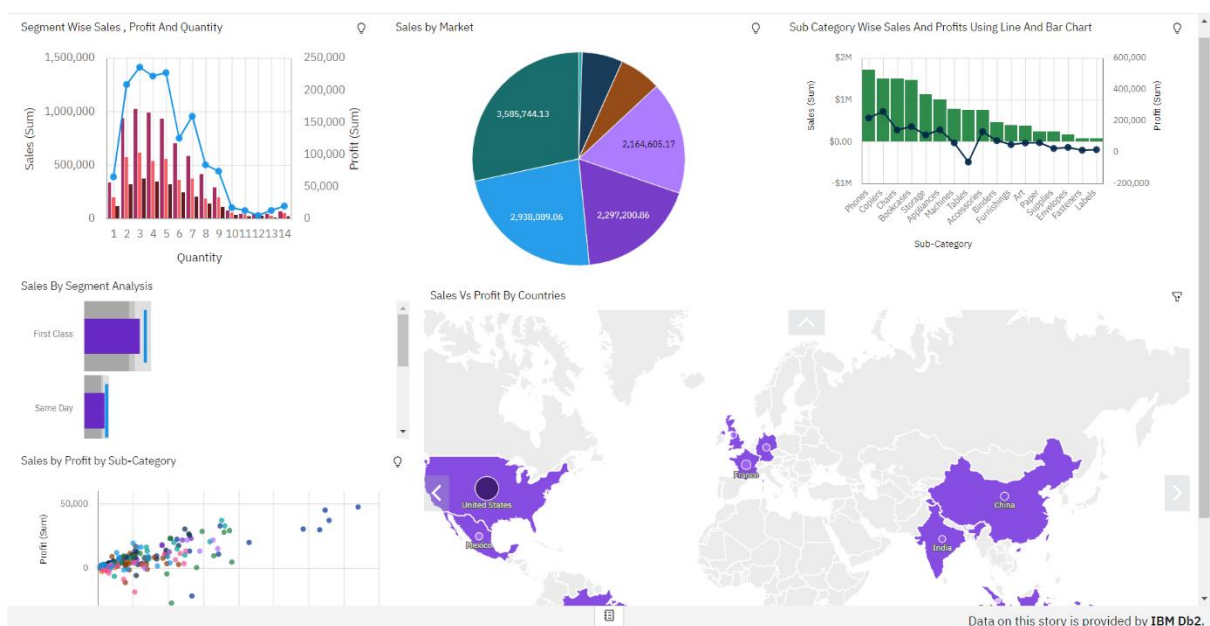 Segment Wise Sales , Profit And Quantity
1,500,000
1,000,000
500,000
0
Sales (Sum)
250,000
200,000
150,000
100,000
50,000
0
Profit (Sum)
1 2 3 4 5 6 7 8 9 10 11 12 13 14
Quantity
Sales by Market
3,585,744.13
2,164,605.17
2,938,089.06
2,297,200.86
Sub Category Wise Sales And Profits Using Line And Bar Chart
$2M
$1M
$0.00
-$1M
Sales (Sum)
600,000
400,000
200,000
0
-200,000
Profit (Sum)
Phones
Copiers
Chairs
Bookcases
Storage
Appliances
Machines
Tables
Accessories
Binders
Furnishings
Art
Paper
Supplies
Envelopes
Fasteners
Labels
Sub-Category
Sales By Segment Analysis
First Class
Same Day
Sales by Profit by Sub-Category
50,000
0
Profit (Sum)
Sales Vs Profit By Countries
United States
Mexico
France
China
India
Data on this story is provided by IBM Db2.